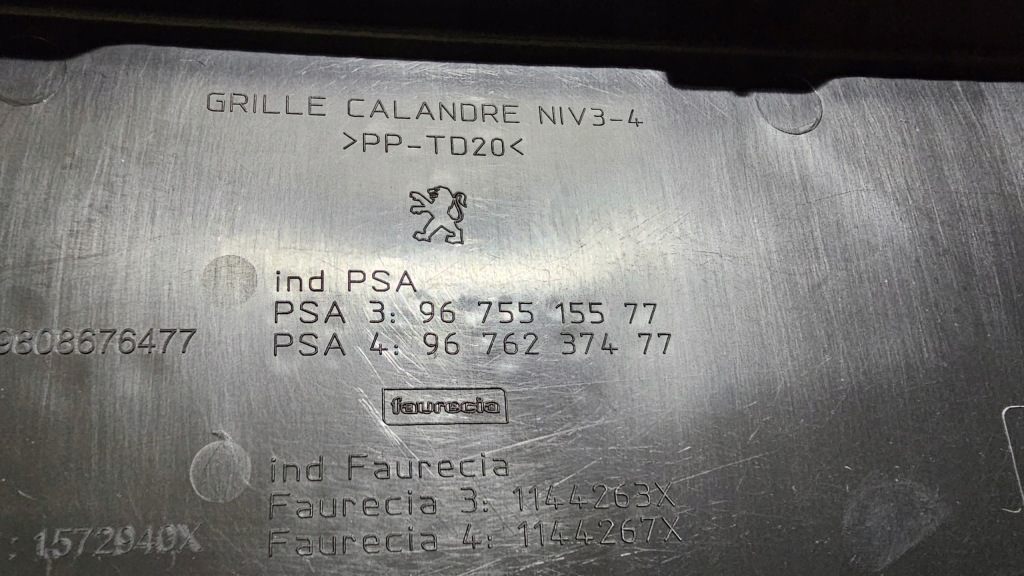 GRILLE CALANDRE NIV3-4
>PP-TD20<
ind PSA
PSA 3: 96 755 155 77
9808676477
PSA 4: 96 762 374 77
faurecia
ind Faurecia
Faurecia 3: 1144263X
Faurecia 4: 1144267X
: 1572940X